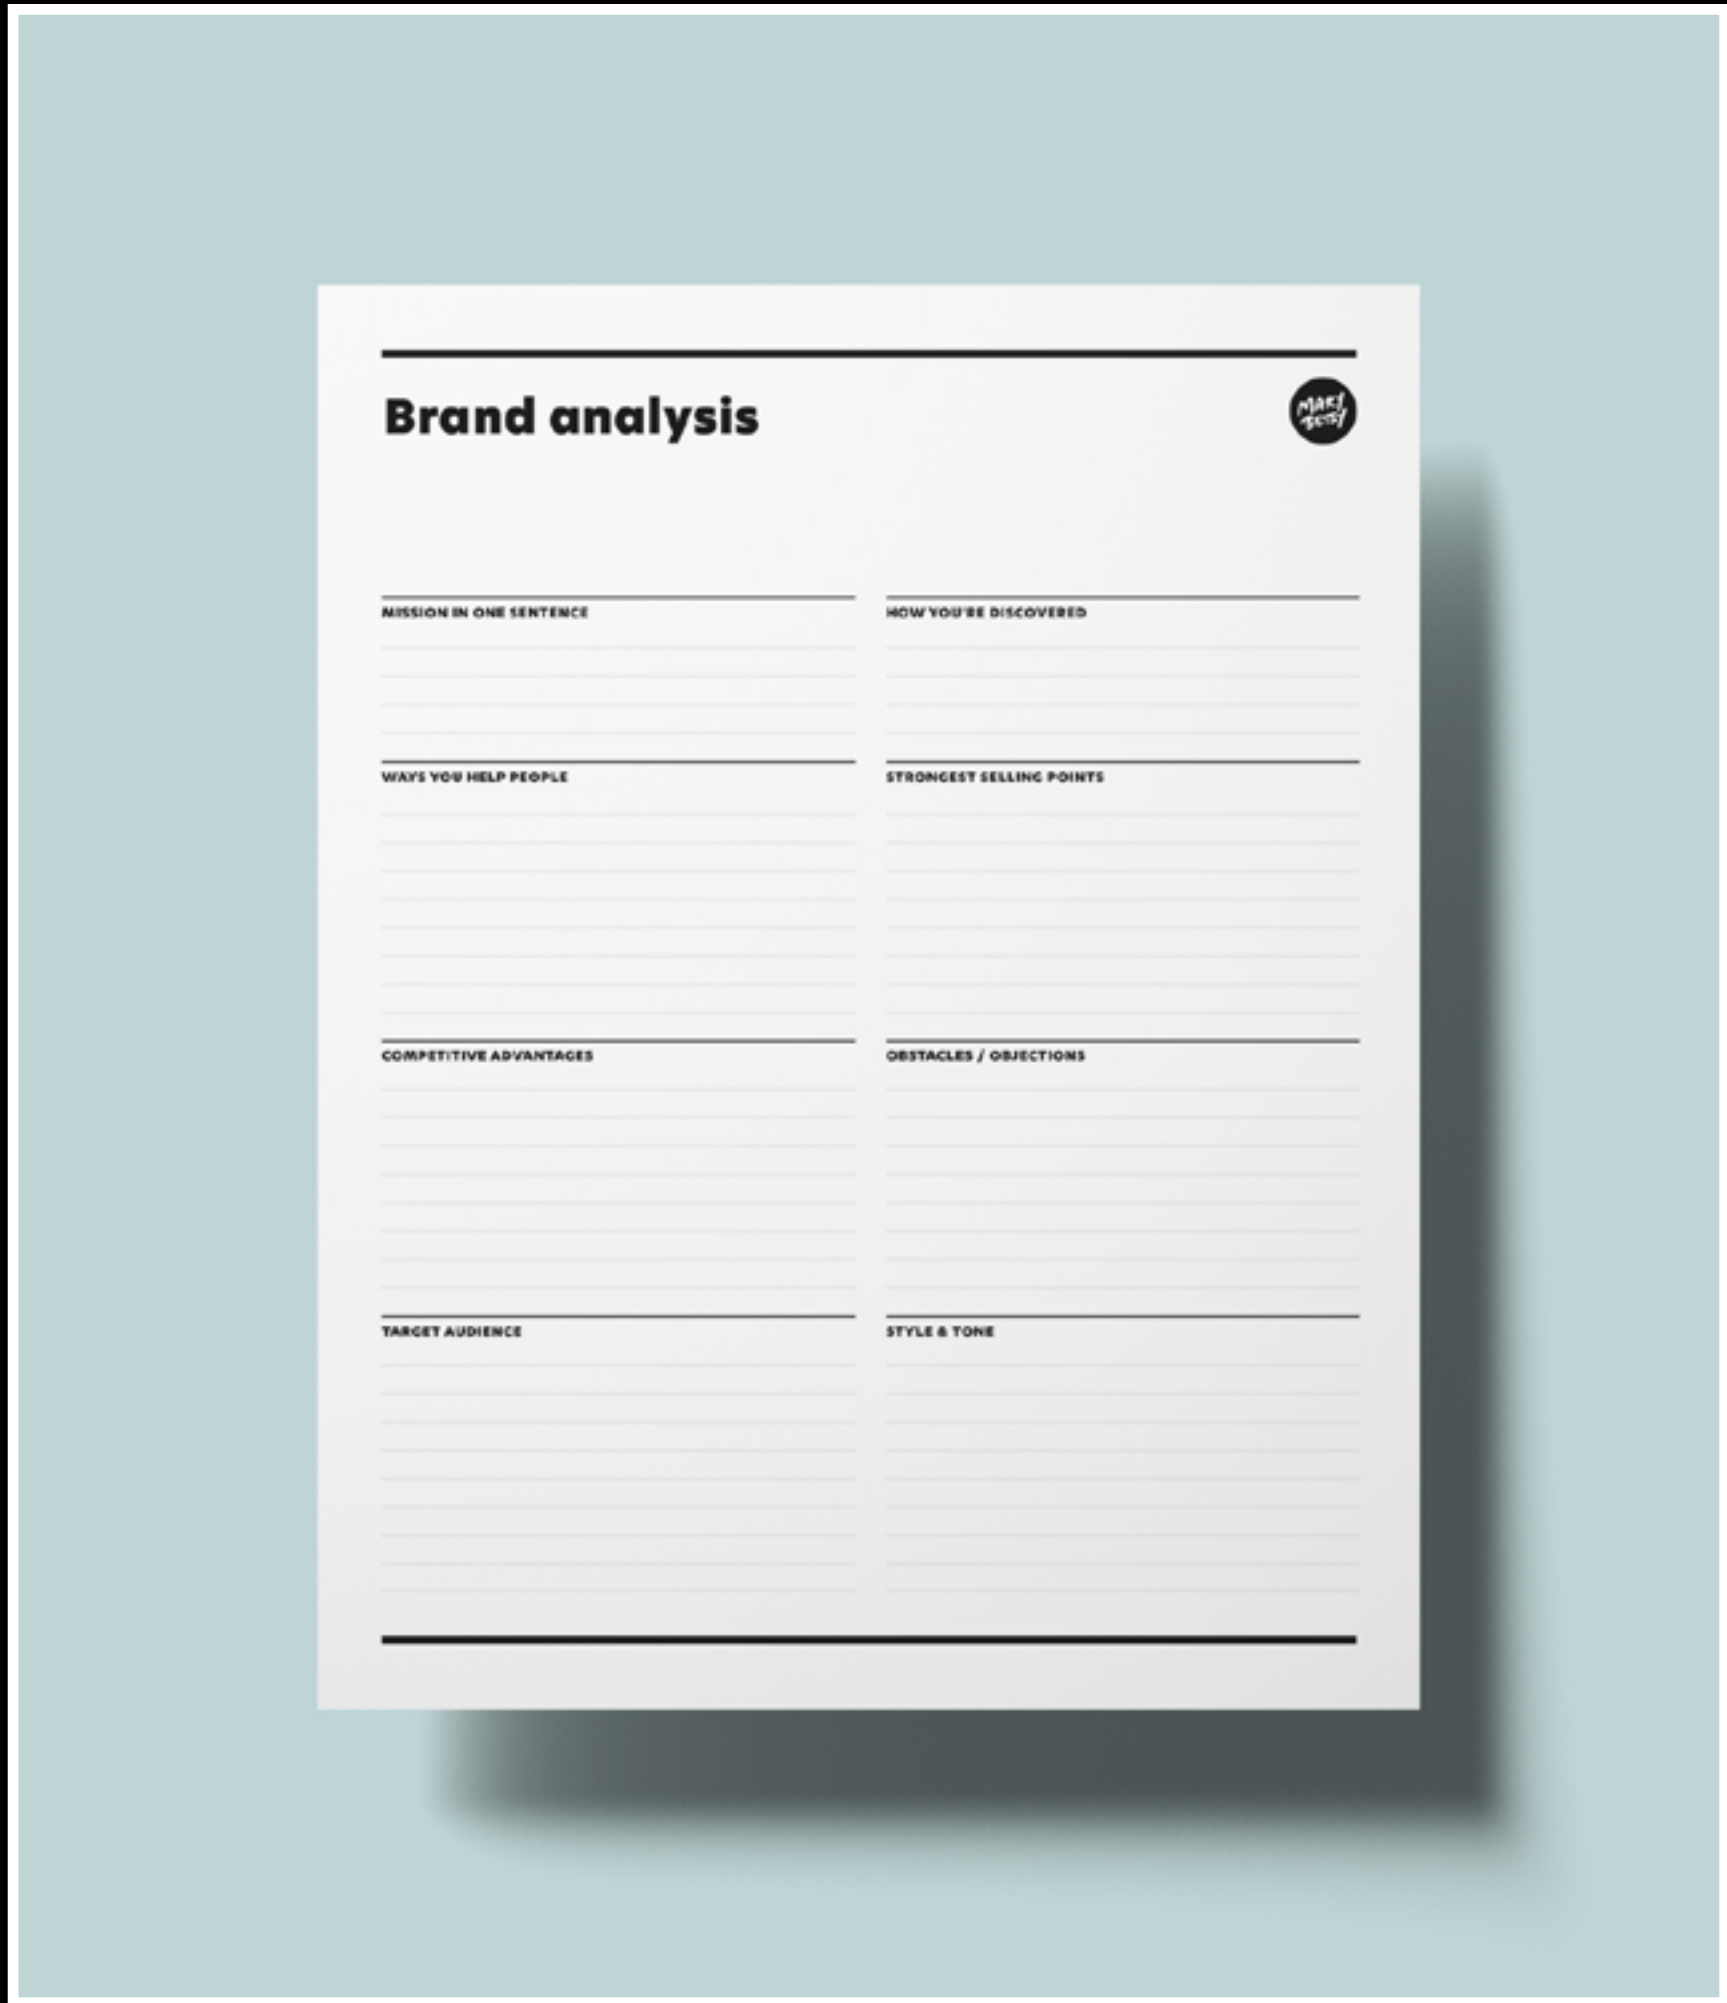 Brand analysis
MISSION IN ONE SENTENCE
HOW YOU'RE DISCOVERED
WAYS YOU HELP PEOPLE
STRONGEST SELLING POINTS
COMPETITIVE ADVANTAGES
OBSTACLES / OBJECTIONS
TARGET AUDIENCE
STYLE & TONE